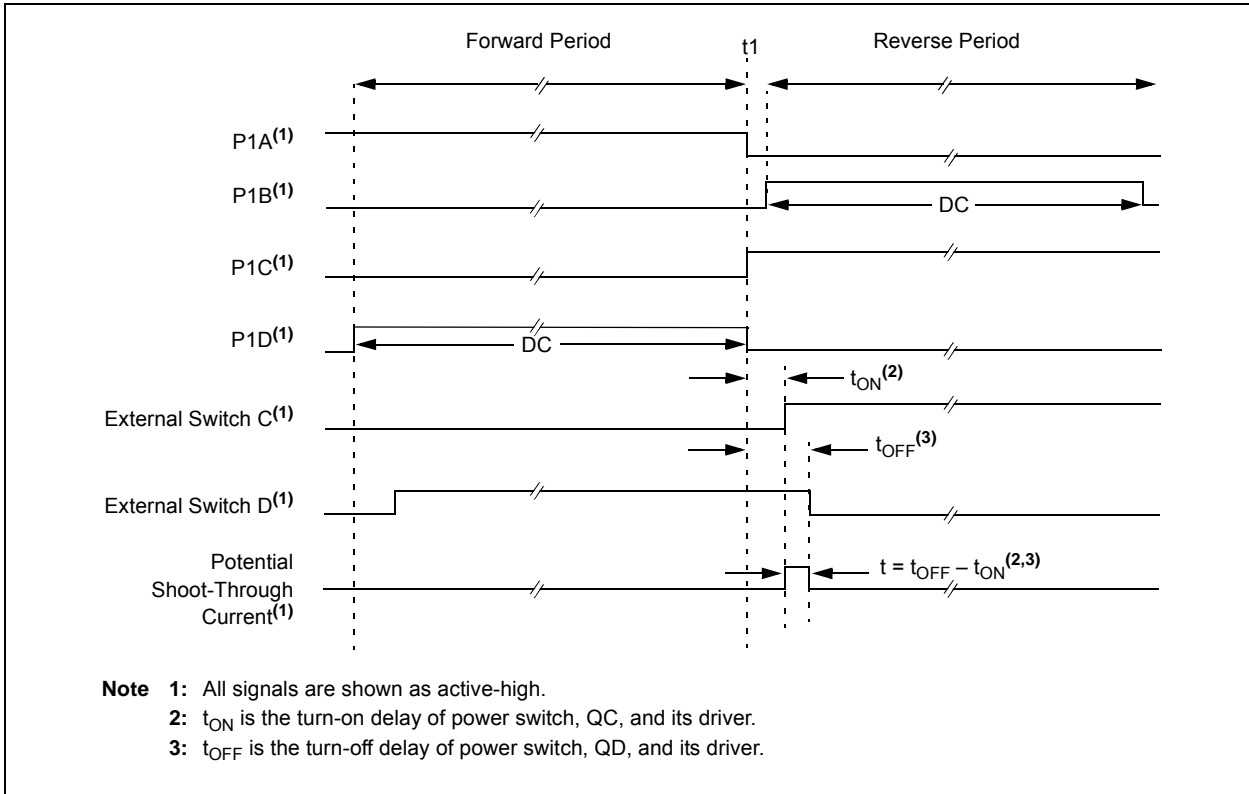 Forward Period
t1
Reverse Period
P1A(1)
P1B(1)
DC
P1C(1)
P1D(1)
DC
tON(2)
External Switch C(1)
tOFF(3)
External Switch D(1)
Potential
Shoot-Through
Current(1)
t = tOFF – tON(2,3)
Note 1: All signals are shown as active-high.
2: tON is the turn-on delay of power switch, QC, and its driver.
3: tOFF is the turn-off delay of power switch, QD, and its driver.